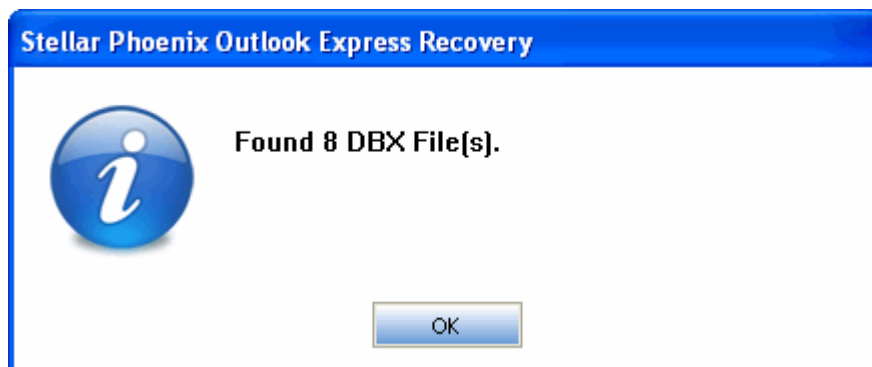 Stellar Phoenix Outlook Express Recovery
Found 8 DBX File(s).
OK